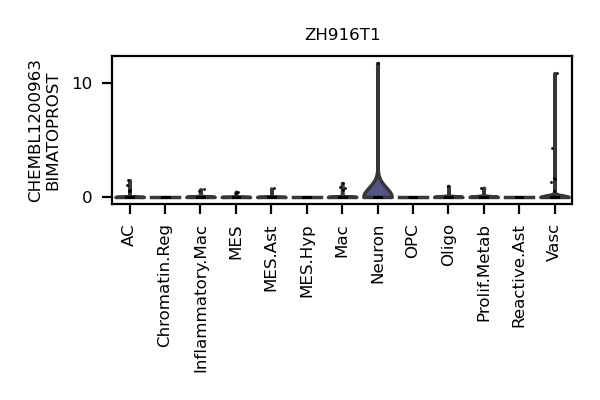 ZH916T1
CHEMBL1200963
BIMATOPROST
10
0
AC
Chromatin.Reg
Inflammatory.Mac
MES
MES.Ast
MES.Hyp
Mac
Neuron
OPC
Oligo
Prolif.Metab
Reactive.Ast
Vasc